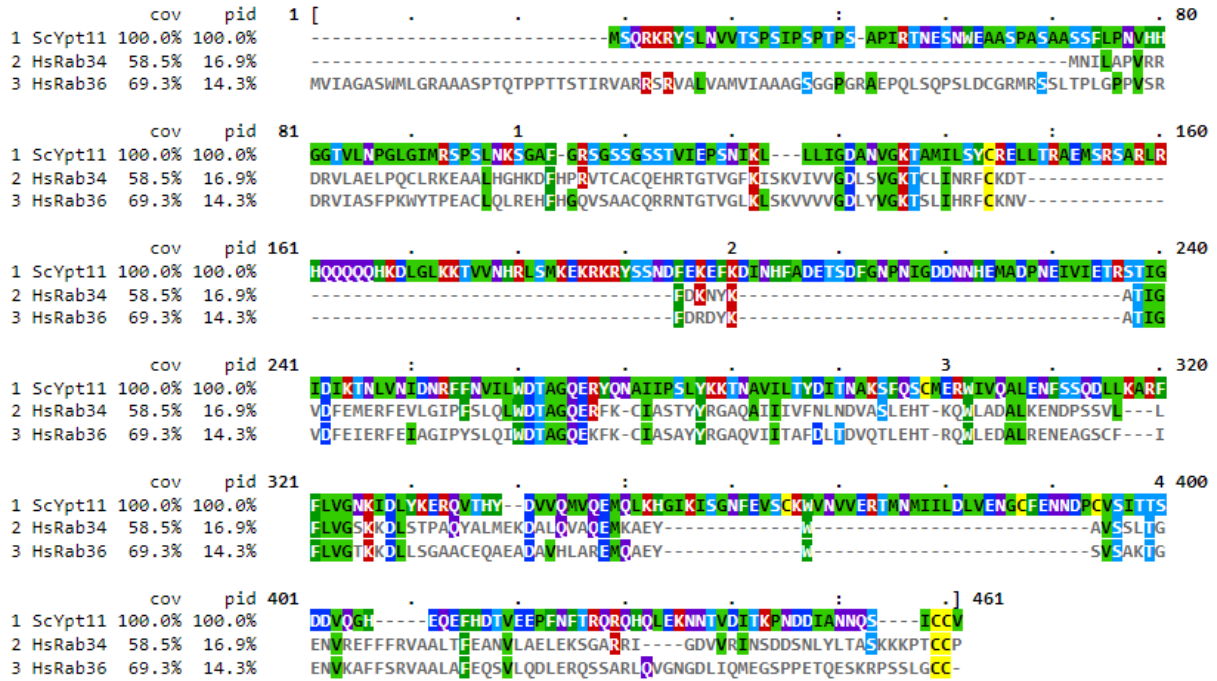 cov pid 1 [ . . . . : . . . 80
1 ScYpt11 100.0% 100.0% ----------------------------MSQRKRYSLNVVTSPSIPSPTPS-APIRTNESNWEAASPASAASSFLPNVHH
2 HsRab34 58.5% 16.9% -----------------------------------------------------------------------MNILAPVRR
3 HsRab36 69.3% 14.3% MVIAGASWMLGRAAASPTQTPPTTSTIRVARRSRVALVAMVIAAAGSGGPGRAEPQLSQPSLDCGRMRSSLTPLGPPVSR
cov pid 81 . 1 . . . . : . 160
1 ScYpt11 100.0% 100.0% GGTVLNPGLGIMRSPSLNKSGAF-GRSGSSGSSTVIEPSNIKL---LLIGDANVGKTAMILSYCRELLTRAEMSRSARLR
2 HsRab34 58.5% 16.9% DRVLAELPQCLRKEAALHGHKDFHPRVTCACQEHRTGTVGFKISKVIVVGDLSVGKTCLINRFCKDT-------------
3 HsRab36 69.3% 14.3% DRVIASFPKWYTPEACLQLREHFHGQVSAACQRRNTGTVGLKLSKVVVVGDLYVGKTSLIHRFCKNV-------------
cov pid 161 . . . 2 . . . . 240
1 ScYpt11 100.0% 100.0% HQQQQQHKDLGLKKTVVNHRLSMKEKRKRYSSNDFEKEFKDINHFADETSDFGNPNIGDDNNHEMADPNEIVIETRSTIG
2 HsRab34 58.5% 16.9% ----------------------------------FDKNYK------------------------------------ATIG
3 HsRab36 69.3% 14.3% ----------------------------------FDRDYK------------------------------------ATIG
cov pid 241 : . . . . 3 . . 320
1 ScYpt11 100.0% 100.0% IDIKTNLVNIDNRFFNVILWDTAGQERYQNAIIPSLYKKTNAVILTYDITNAKSFQSCMERWIVQALENFSSQDLLKARF
2 HsRab34 58.5% 16.9% VDFEMERFEVLGIPFSLQLWDTAGQERFK-CIASTYYRGAQAIIIVFNLNDVASLEHT-KQWLADALKENDPSSVL---L
3 HsRab36 69.3% 14.3% VDFEIERFEIAGIPYSLQIWDTAGQEKFK-CIASAYYRGAQVIITAFDLTDVQTLEHT-RQWLEDALRENEAGSCF---I
cov pid 321 . . : . . . . 4 400
1 ScYpt11 100.0% 100.0% FLVGNKIDLYKERQVTHY--DVVQMVQEMQLKHGIKISGNFEVSCKWVNVVERTMNMIILDLVENGCFENNDPCVSITTS
2 HsRab34 58.5% 16.9% FLVGSKKDLSTPAQYALMEKDALQVAQEMKAEY-------------W--------------------------AVSSLTG
3 HsRab36 69.3% 14.3% FLVGTKKDLLSGAACEQAEADAVHLAREMQAEY-------------W--------------------------SVSAKTG
cov pid 401 . . . . : .] 461
1 ScYpt11 100.0% 100.0% DDVQGH-----EQEFHDTVEEPFNFTRQRQHQLEKNNTVDITKPNDDIANNQS----ICCV
2 HsRab34 58.5% 16.9% ENVREFFFRVAALTFEANVLAELEKSGARRI----GDVVRINSDDSNLYLTASKKKPTCCP
3 HsRab36 69.3% 14.3% ENVKAFFSRVAALAFEQSVLQDLERQSSARLQVGNGDLIQMEGSPPETQESKRPSSLGCC-